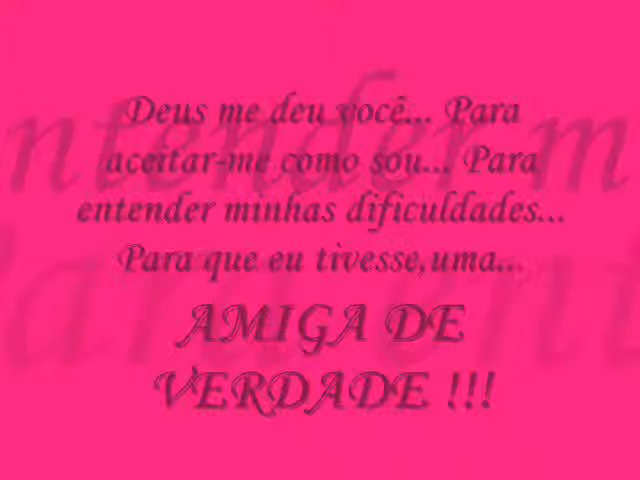 Deus me deu você... Para
aceitar-me como sou... Para
entender minhas dificuldades...
Para que eu tivesse,uma...
AMIGA DE
VERDADE !!!